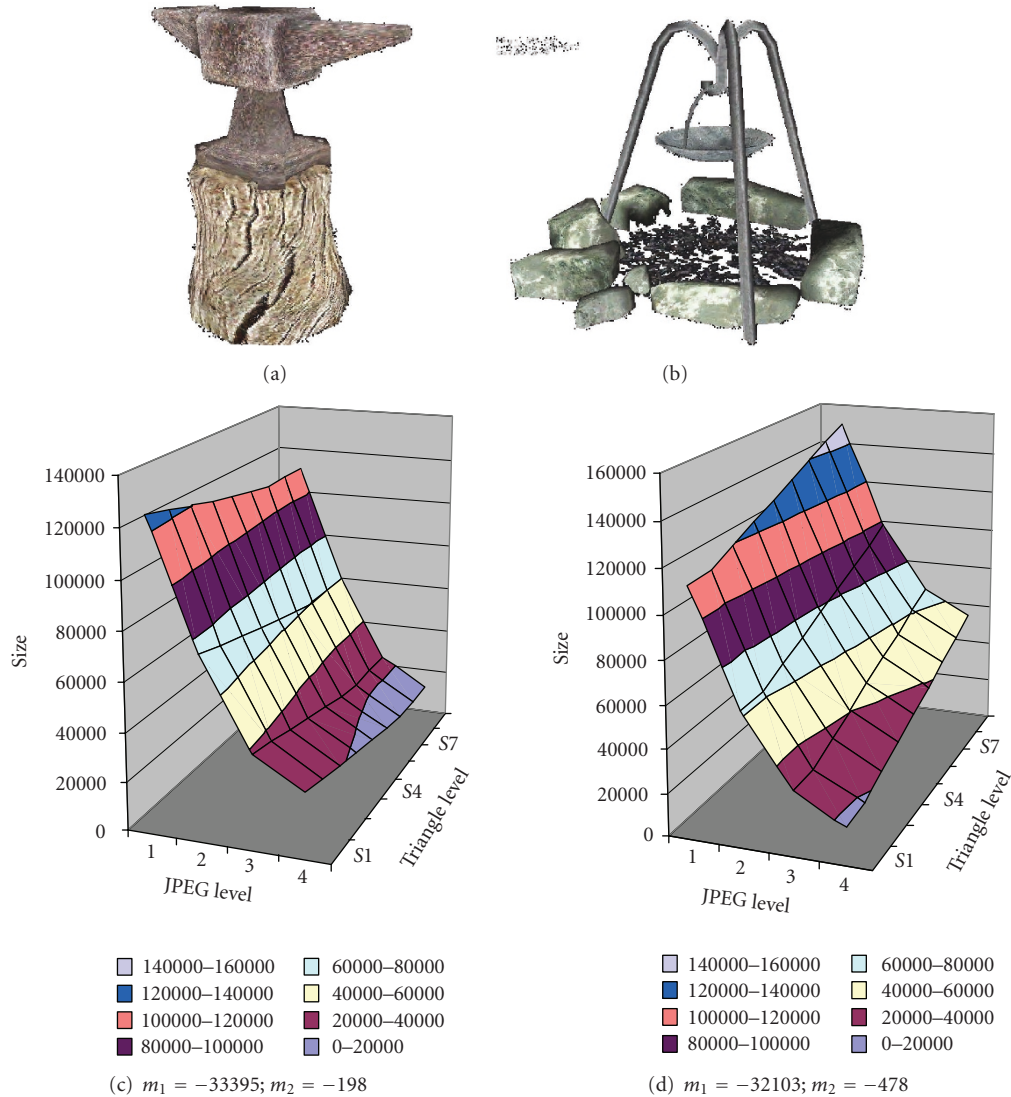 (a)
(b)
140000
120000
100000
80000
60000
40000
20000
0
Size
1
2
3
4
JPEG level
S1
S4
S7
Triangle level
160000
140000
120000
100000
80000
60000
40000
20000
0
Size
1
2
3
4
JPEG level
S1
S4
S7
Triangle level
140000–160000
60000–80000
120000–140000
40000–60000
100000–120000
20000–40000
80000–100000
0–20000
(c) m₁ = −33395; m₂ = −198
140000–160000
60000–80000
120000–140000
40000–60000
100000–120000
20000–40000
80000–100000
0–20000
(d) m₁ = −32103; m₂ = −478